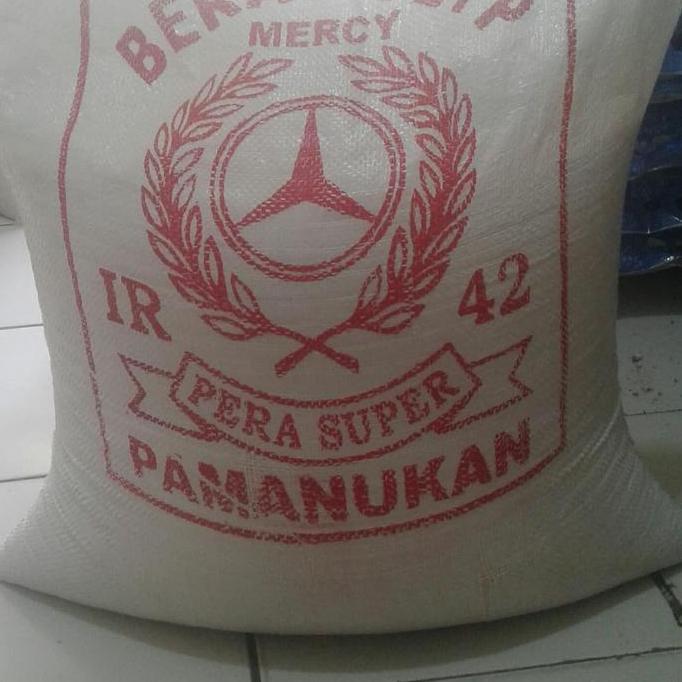 MERCY
IR 42
PERA SUPER
PAMANUKAN